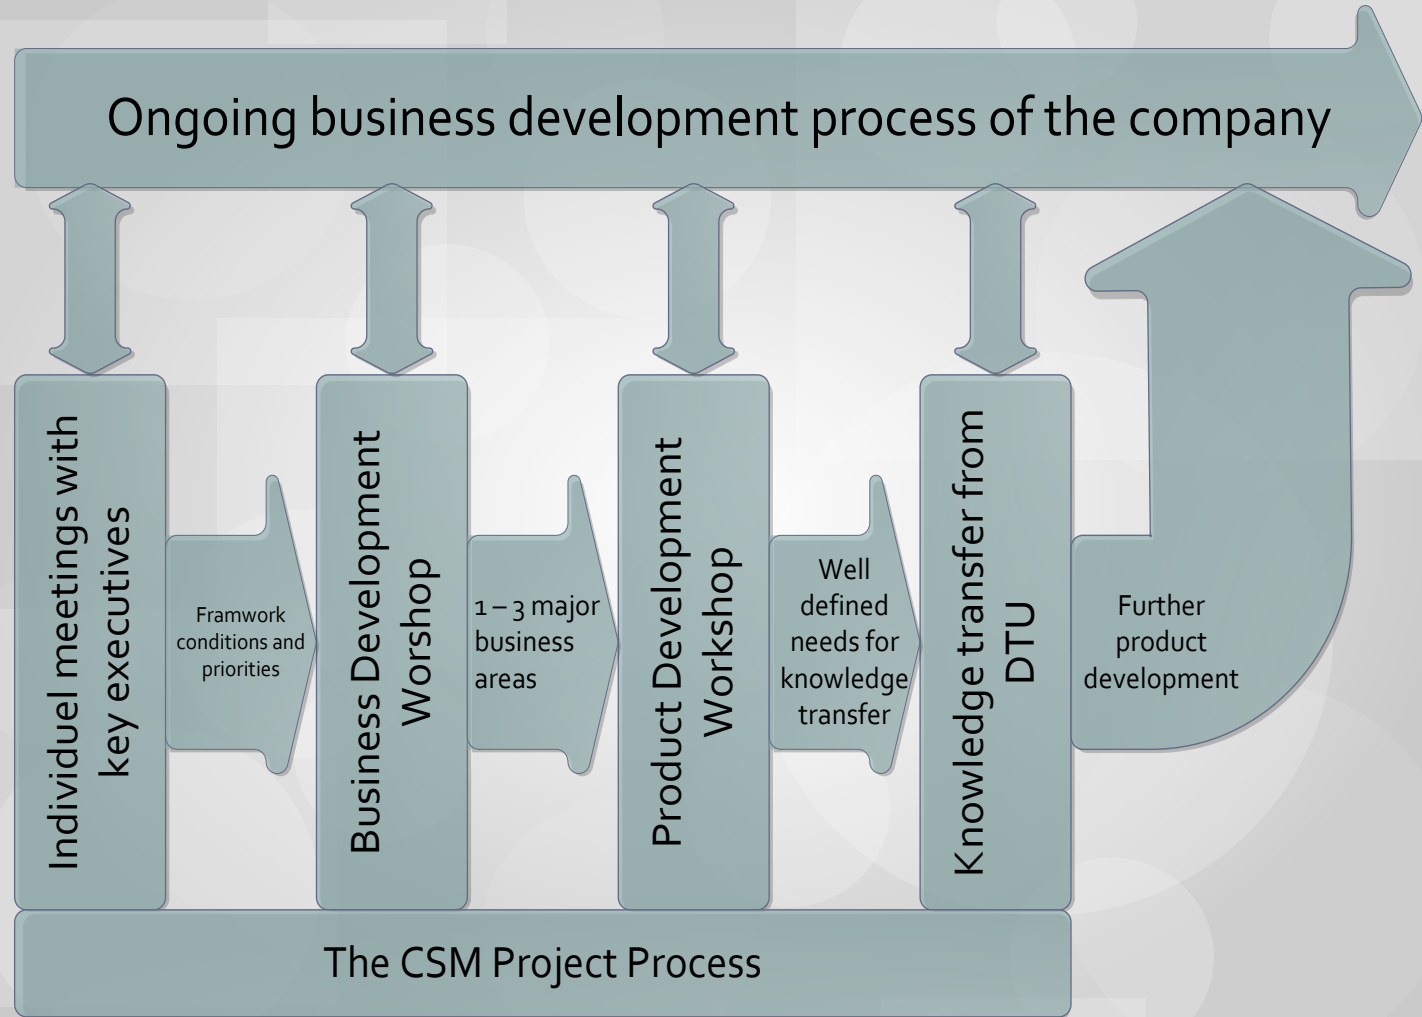 Ongoing business development process of the company
Individuel meetings with
key executives
Framwork
conditions and
priorities
Business Development
Worshop
1 – 3 major
business
areas
Product Development
Workshop
Well
defined
needs for
knowledge
transfer
Knowledge transfer from
DTU
Further
product
development
The CSM Project Process